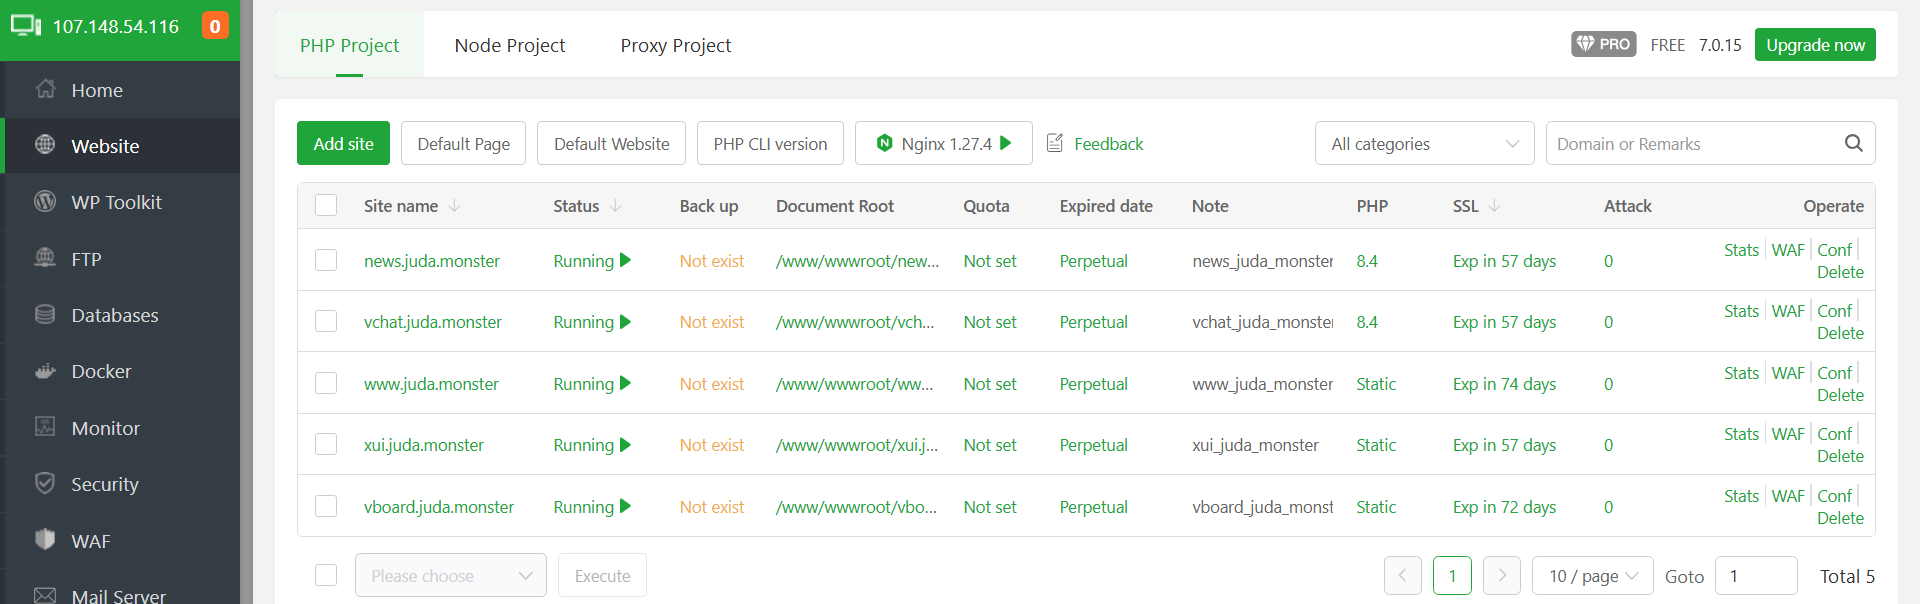 107.148.54.116 0
Home
Website
WP Toolkit
FTP
Databases
Docker
Monitor
Security
WAF
Mail Server
PHP Project Node Project Proxy Project PRO FREE 7.0.15 Upgrade now
Add site Default Page Default Website PHP CLI version Nginx 1.27.4 Feedback All categories Domain or Remarks
Site name Status Back up Document Root Quota Expired date Note PHP SSL Attack Operate
news.juda.monster Running Not exist /www/wwwroot/new... Not set Perpetual news_juda_monster 8.4 Exp in 57 days 0 Stats WAF Conf
Delete
vchat.juda.monster Running Not exist /www/wwwroot/vch... Not set Perpetual vchat_juda_monster 8.4 Exp in 57 days 0 Stats WAF Conf
Delete
www.juda.monster Running Not exist /www/wwwroot/ww... Not set Perpetual www_juda_monster Static Exp in 74 days 0 Stats WAF Conf
Delete
xui.juda.monster Running Not exist /www/wwwroot/xui.j... Not set Perpetual xui_juda_monster Static Exp in 57 days 0 Stats WAF Conf
Delete
vboard.juda.monster Running Not exist /www/wwwroot/vbo... Not set Perpetual vboard_juda_monst Static Exp in 72 days 0 Stats WAF Conf
Delete
Please choose Execute 1 10 / page Goto 1 Total 5